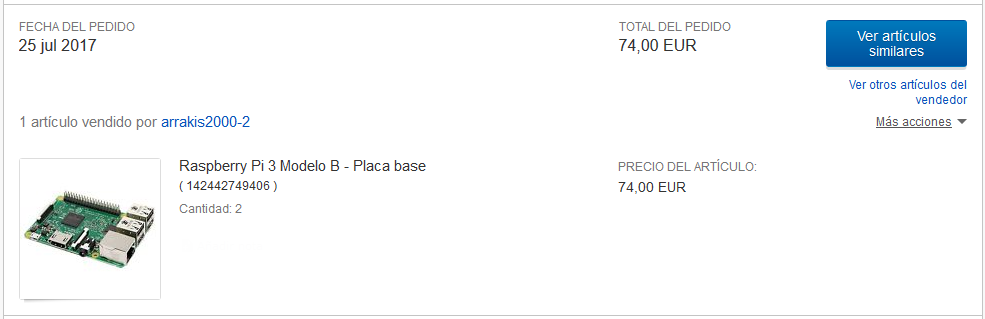 FECHA DEL PEDIDO
25 jul 2017
TOTAL DEL PEDIDO
74,00 EUR
Ver artículos
similares
Ver otros artículos del
vendedor
1 artículo vendido por arrakis2000-2
Más acciones
Raspberry Pi 3 Modelo B - Placa base
( 142442749406 )
Cantidad: 2
PRECIO DEL ARTÍCULO:
74,00 EUR